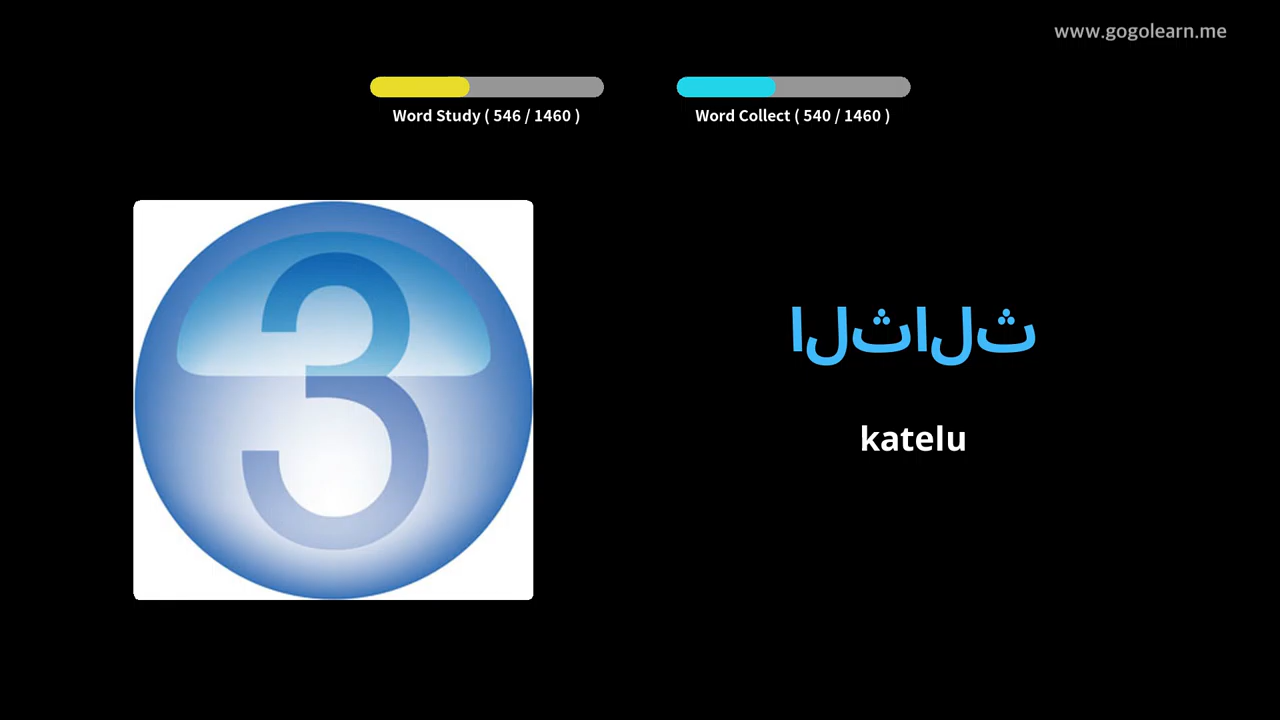 www.gogolearn.me
Word Study ( 546 / 1460 )
Word Collect ( 540 / 1460 )
3
الثالث
katelu